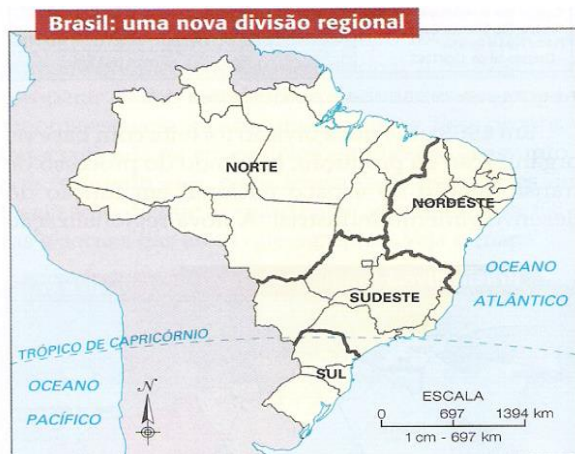 Brasil: uma nova divisão regional
NORTE
NORDESTE
SUDESTE
OCEANO
ATLÂNTICO
TRÓPICO DE CAPRICÓRNIO
SUL
OCEANO
PACÍFICO
N
ESCALA
0 697 1394 km
1 cm - 697 km